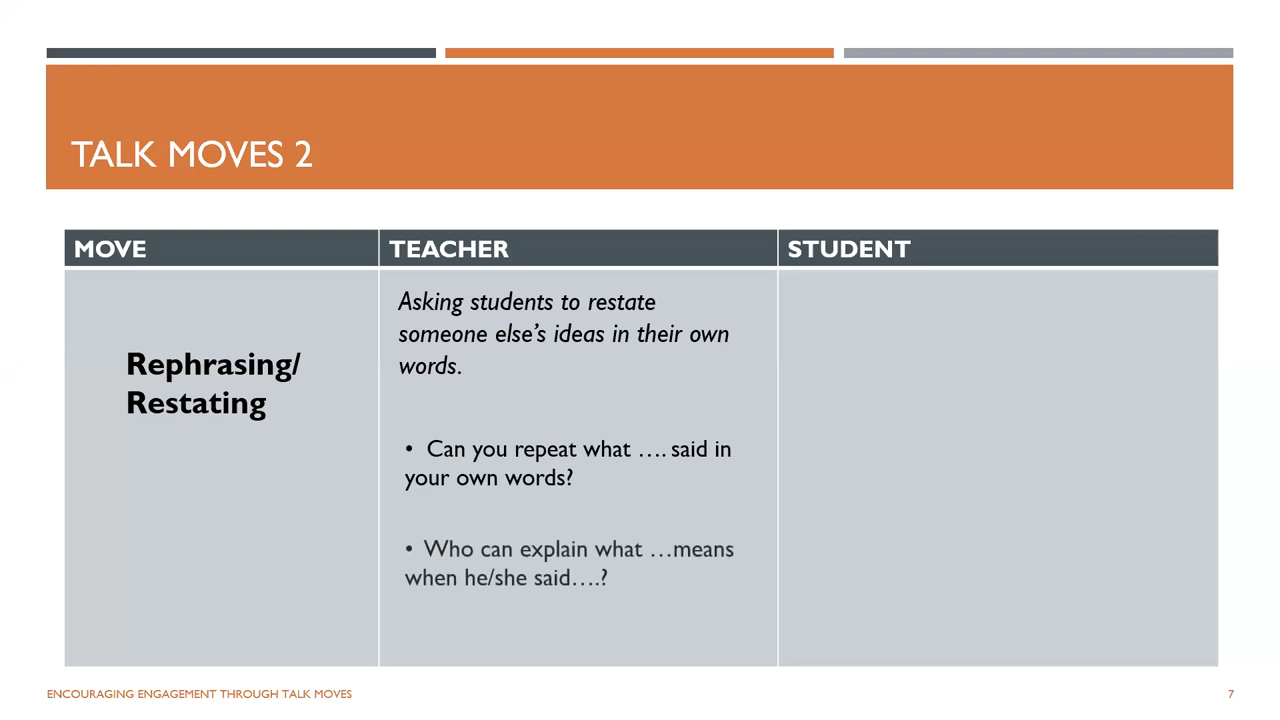 TALK MOVES 2
MOVE
TEACHER
STUDENT
Rephrasing/
Restating
Asking students to restate
someone else’s ideas in their own
words.
• Can you repeat what …. said in
your own words?
• Who can explain what …means
when he/she said….?
ENCOURAGING ENGAGEMENT THROUGH TALK MOVES
7